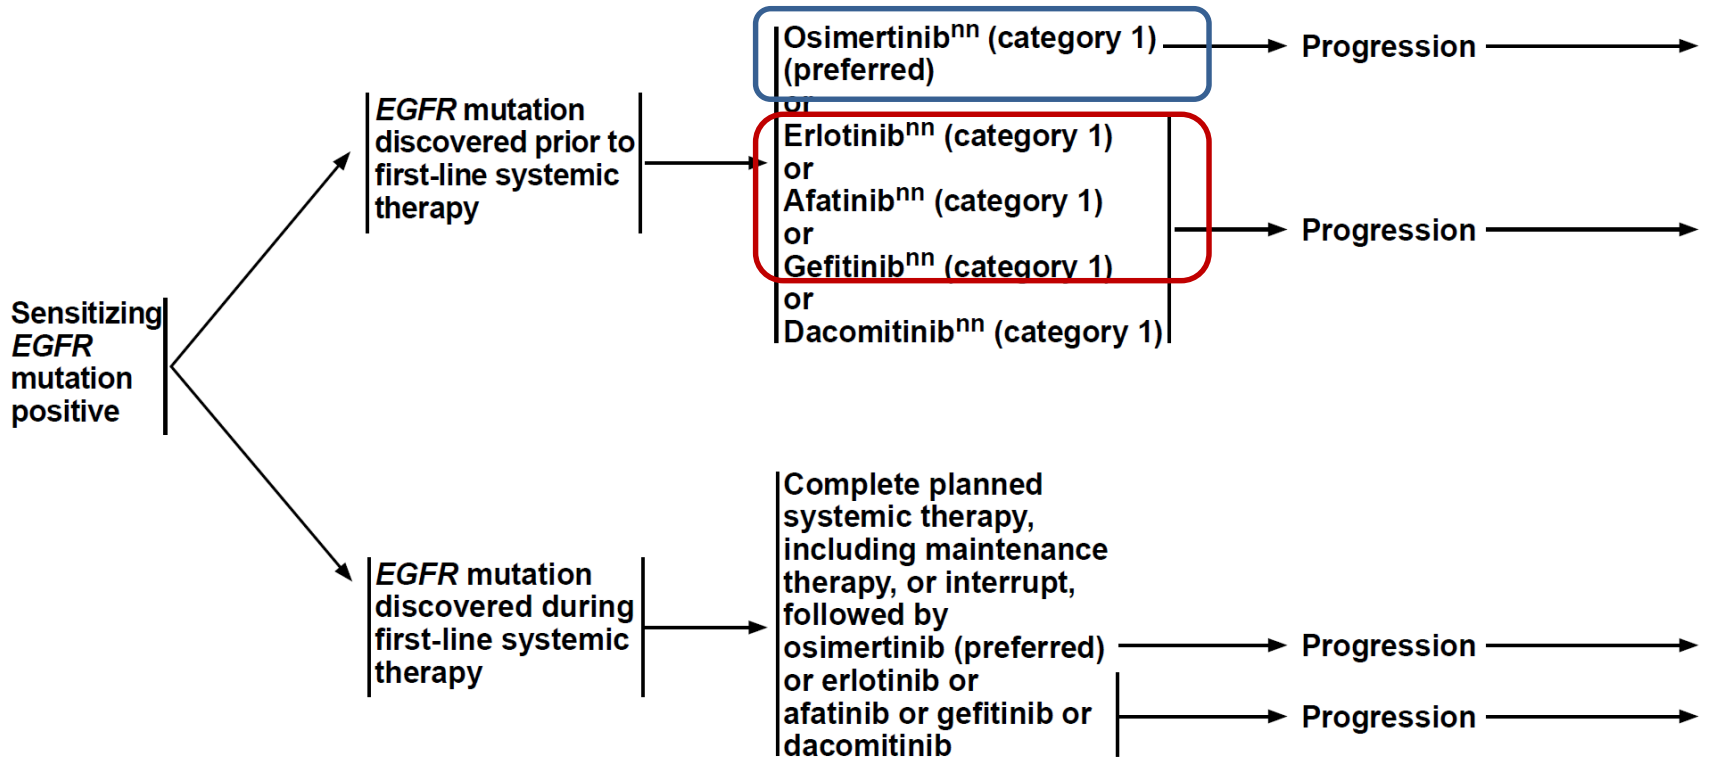 Sensitizing
EGFR
mutation
positive
EGFR mutation
discovered prior to
first-line systemic
therapy
Osimertinibnn (category 1)
(preferred)
or
Erlotinibnn (category 1)
or
Afatinibnn (category 1)
or
Gefitinibnn (category 1)
or
Dacomitinibnn (category 1)
Progression
Progression
EGFR mutation
discovered during
first-line systemic
therapy
Complete planned
systemic therapy,
including maintenance
therapy, or interrupt,
followed by
osimertinib (preferred)
or erlotinib or
afatinib or gefitinib or
dacomitinib
Progression
Progression